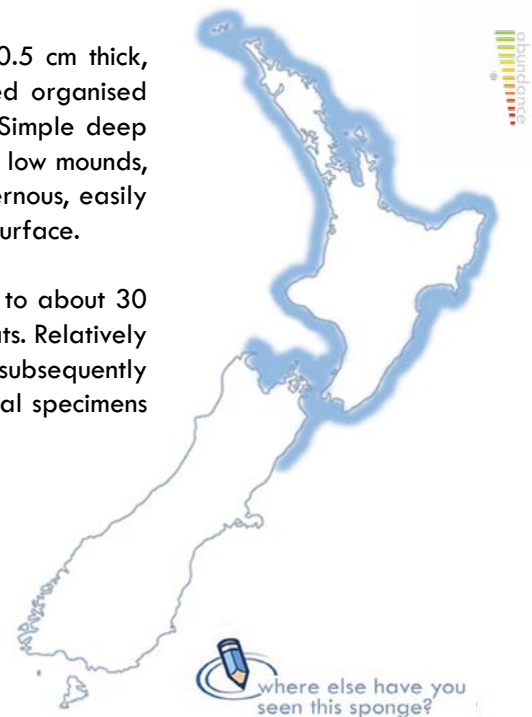 0.5 cm thick,
ed organised
Simple deep
low mounds,
ernous, easily
urface.
to about 30
ts. Relatively
subsequently
al specimens
abundance
where else have you
seen this sponge?